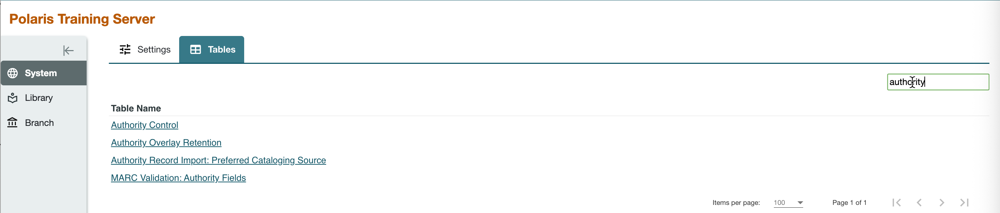 Polaris Training Server
Settings
Tables
System
Library
Branch
authority
Table Name
Authority Control
Authority Overlay Retention
Authority Record Import: Preferred Cataloging Source
MARC Validation: Authority Fields
Items per page: 100 Page 1 of 1